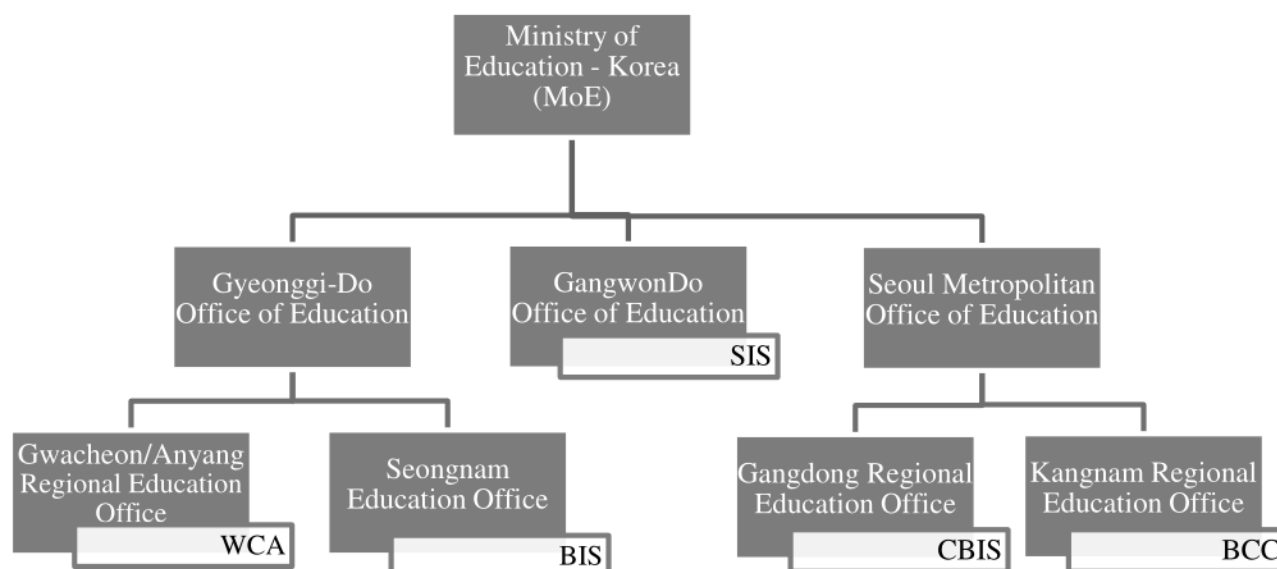 Ministry of
Education - Korea
(MoE)
Gyeonggi-Do
Office of Education
GangwonDo
Office of Education
SIS
Seoul Metropolitan
Office of Education
Gwacheon/Anyang
Regional Education
Office
WCA
Seongnam
Education Office
BIS
Gangdong Regional
Education Office
CBIS
Kangnam Regional
Education Office
BCC